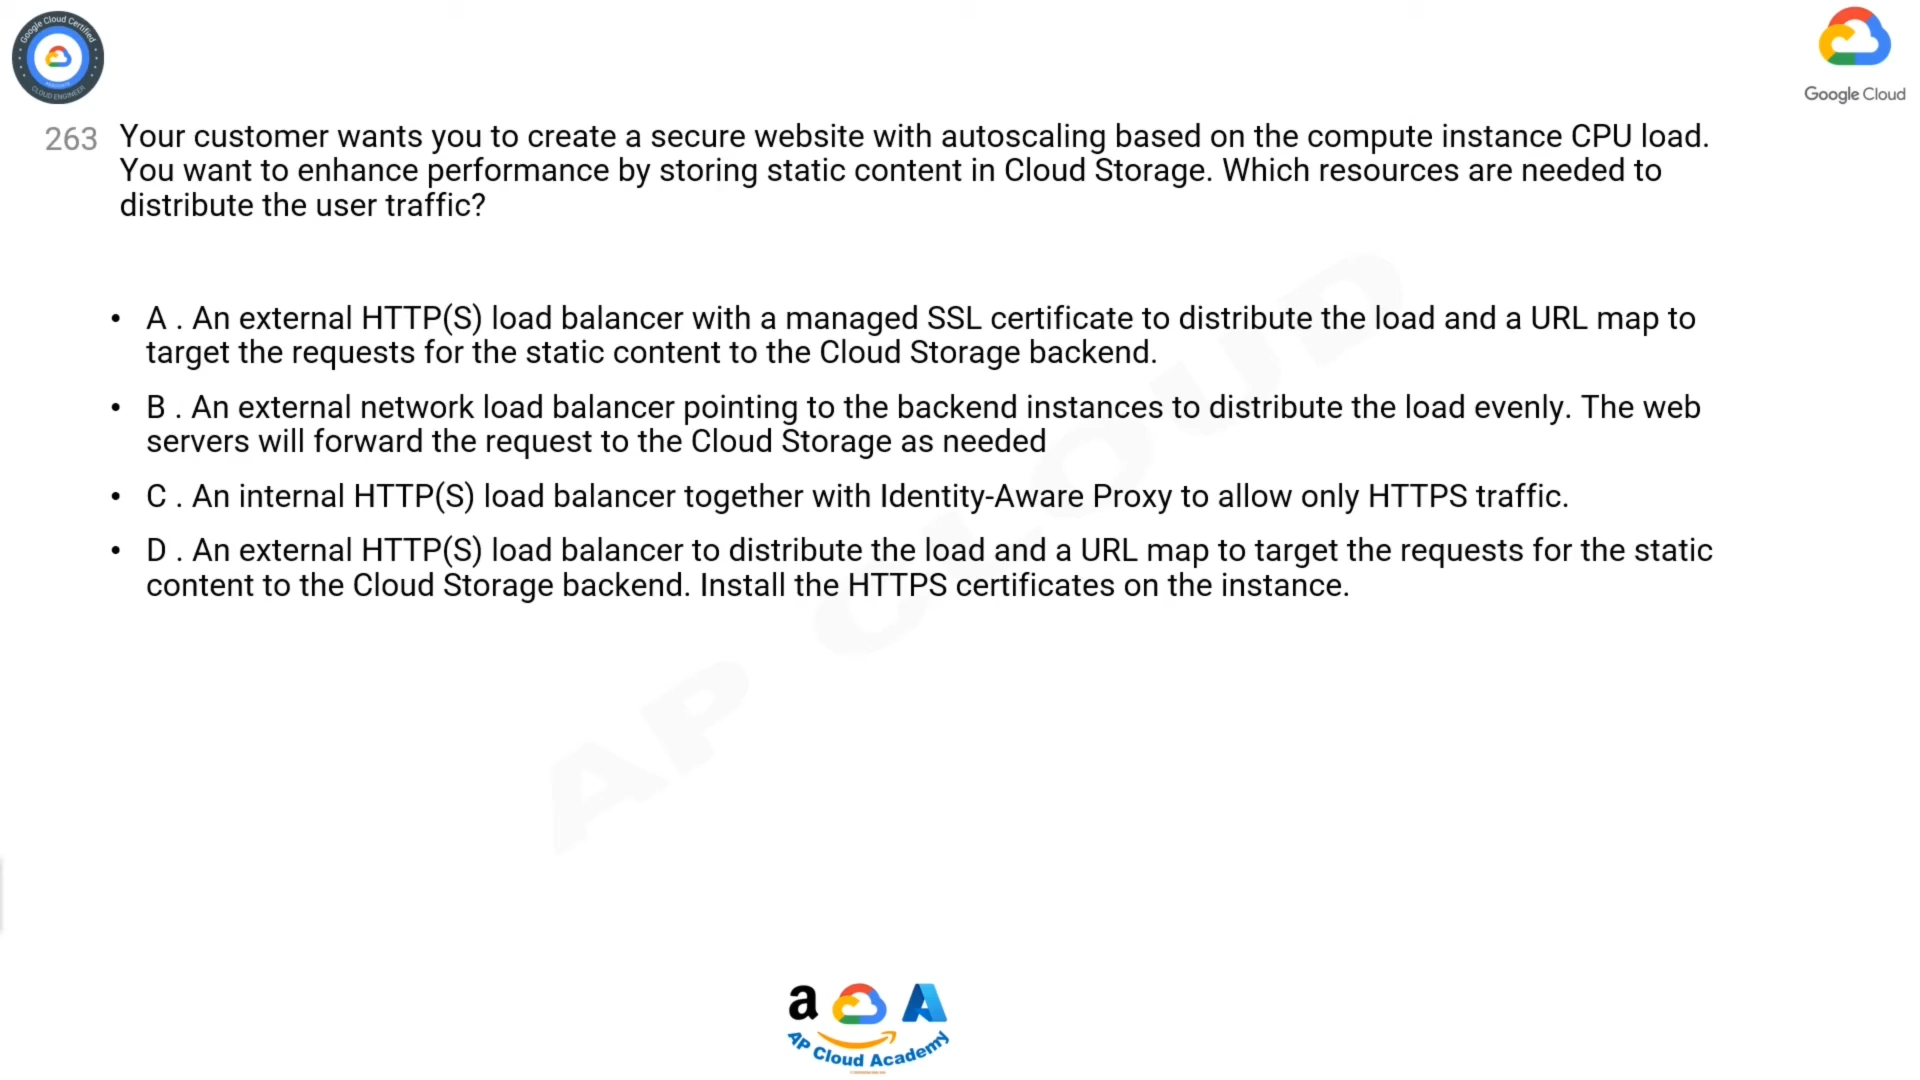 Google Cloud Certified
CLOUD ENGINEER
Google Cloud
263 Your customer wants you to create a secure website with autoscaling based on the compute instance CPU load.
You want to enhance performance by storing static content in Cloud Storage. Which resources are needed to
distribute the user traffic?
• A . An external HTTP(S) load balancer with a managed SSL certificate to distribute the load and a URL map to
target the requests for the static content to the Cloud Storage backend.
• B . An external network load balancer pointing to the backend instances to distribute the load evenly. The web
servers will forward the request to the Cloud Storage as needed
• C . An internal HTTP(S) load balancer together with Identity-Aware Proxy to allow only HTTPS traffic.
• D . An external HTTP(S) load balancer to distribute the load and a URL map to target the requests for the static
content to the Cloud Storage backend. Install the HTTPS certificates on the instance.
AP CLOUD
a
AP Cloud Academy